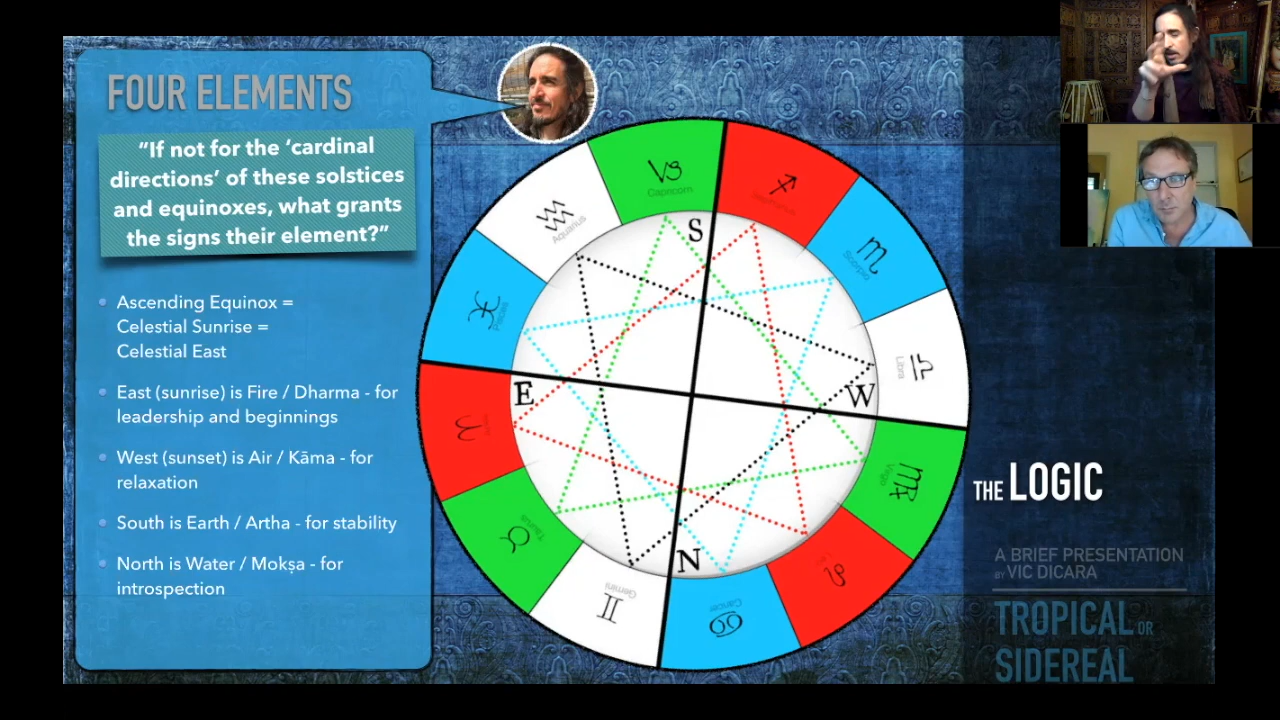 FOUR ELEMENTS
”If not for the ‘cardinal
directions’ of these solstices
and equinoxes, what grants
the signs their element?”
Ascending Equinox =
Celestial Sunrise =
Celestial East
East (sunrise) is Fire / Dharma - for
leadership and beginnings
West (sunset) is Air / Kāma - for
relaxation
South is Earth / Artha - for stability
North is Water / Mokṣa - for
introspection
Capricorn
Aquarius
Scorpio
Pisces
Libra
Virgo
Taurus
Gemini
Cancer
S
E
W
N
THE LOGIC
A BRIEF PRESENTATION
BY VIC DICARA
TROPICAL OR
SIDEREAL